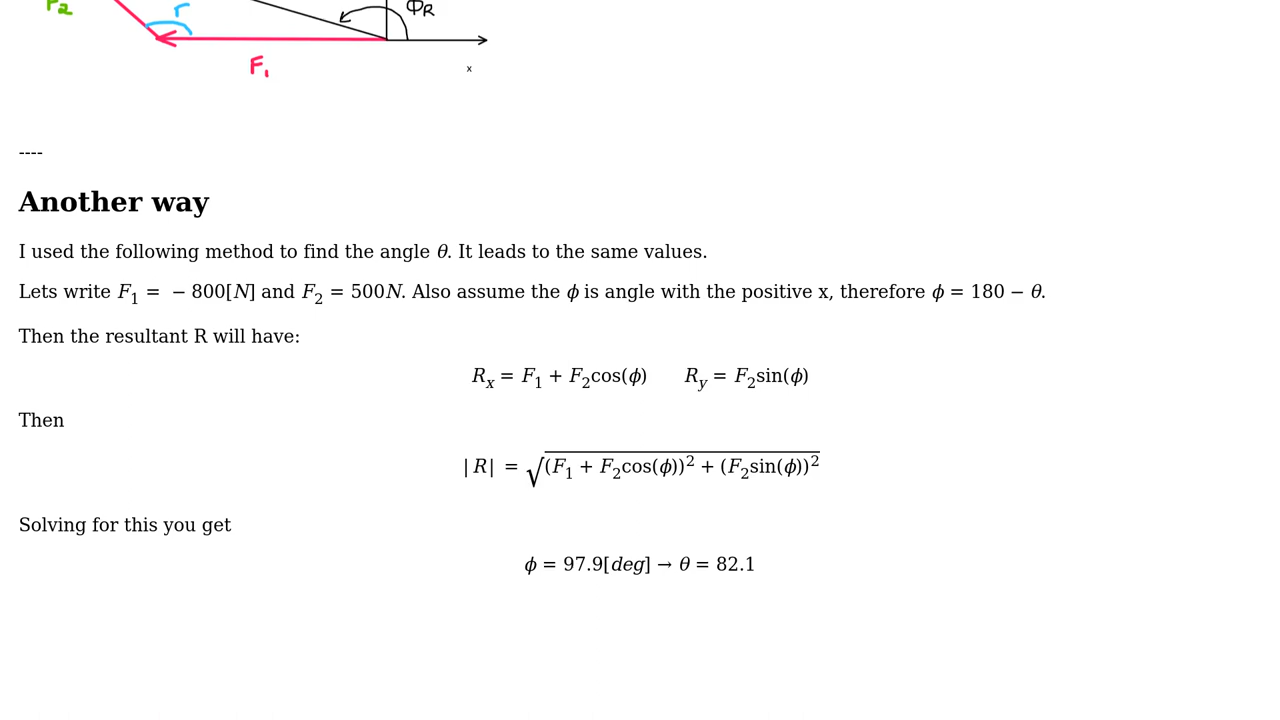 F₂
r
ΦR
F₁
x
----
Another way
I used the following method to find the angle θ. It leads to the same values.
Lets write F₁ = − 800[N] and F₂ = 500N. Also assume the ϕ is angle with the positive x, therefore ϕ = 180 − θ.
Then the resultant R will have:
Rₓ = F₁ + F₂cos(ϕ) R_y = F₂sin(ϕ)
Then
|R| = √(F₁ + F₂cos(ϕ))² + (F₂sin(ϕ))²
Solving for this you get
ϕ = 97.9[deg] → θ = 82.1